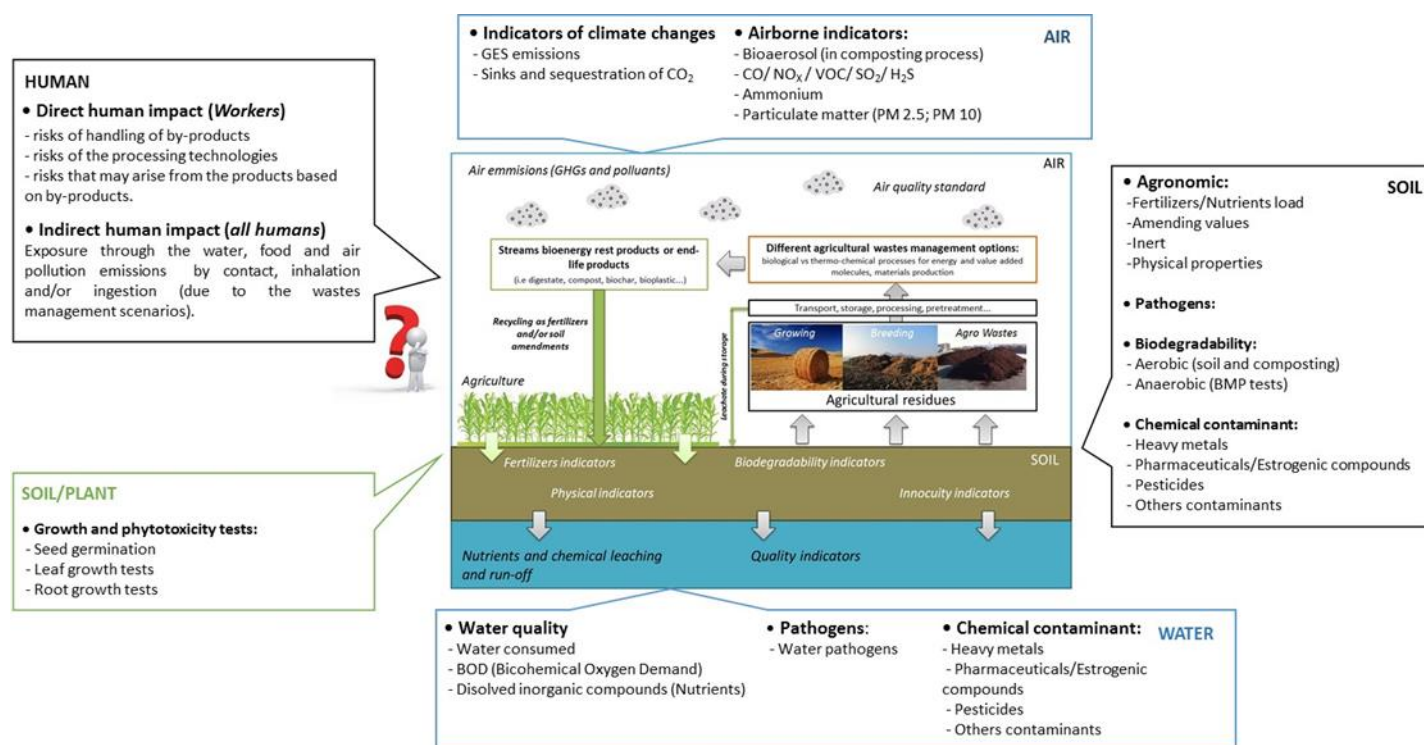 • Indicators of climate changes
- GES emissions
- Sinks and sequestration of CO₂
• Airborne indicators:
- Bioaerosol (in composting process)
- CO/ NOₓ / VOC/ SO₂/ H₂S
- Ammonium
- Particulate matter (PM 2.5; PM 10)
AIR
HUMAN
• Direct human impact (Workers)
- risks of handling of by-products
- risks of the processing technologies
- risks that may arise from the products based
on by-products.
• Indirect human impact (all humans)
Exposure through the water, food and air
pollution emissions by contact, inhalation
and/or ingestion (due to the wastes
management scenarios).
AIR
Air emmisions (GHGs and polluants)
Air quality standard
Streams bioenergy rest products or end-
life products
(i.e digestate, compost, biochar, bioplastic...)
Different agricultural wastes management options:
biological vs thermo-chemical processes for energy and value added
molecules, materials production
Transport, storage, processing, pretreatment...
Recycling as fertilizers
and/or soil
amendments
Leachate during storage
Growing
Breeding
Agro Wastes
Agricultural residues
Agriculture
SOIL
Fertilizers indicators
Biodegradability indicators
Physical indicators
Innocuity indicators
Nutrients and chemical leaching
and run-off
Quality indicators
SOIL
• Agronomic:
-Fertilizers/Nutrients load
-Amending values
-Inert
-Physical properties
• Pathogens:
• Biodegradability:
- Aerobic (soil and composting)
- Anaerobic (BMP tests)
• Chemical contaminant:
- Heavy metals
- Pharmaceuticals/Estrogenic compounds
- Pesticides
- Others contaminants
SOIL/PLANT
• Growth and phytotoxicity tests:
- Seed germination
- Leaf growth tests
- Root growth tests
• Water quality
- Water consumed
- BOD (Bicohemical Oxygen Demand)
- Disolved inorganic compounds (Nutrients)
• Pathogens:
- Water pathogens
• Chemical contaminant:
- Heavy metals
- Pharmaceuticals/Estrogenic
compounds
- Pesticides
- Others contaminants
WATER